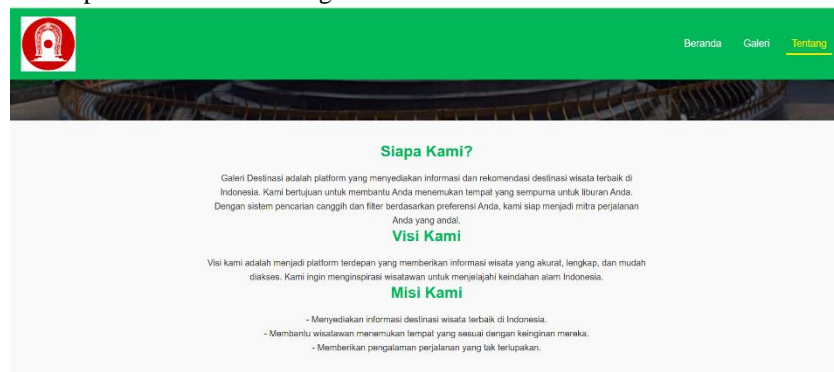 Beranda Galeri Tentang
Siapa Kami?
Galeri Destinasi adalah platform yang menyediakan informasi dan rekomendasi destinasi wisata terbaik di
Indonesia. Kami bertujuan untuk membantu Anda menemukan tempat yang sempurna untuk liburan Anda.
Dengan sistem pencarian canggih dan filter berdasarkan preferensi Anda, kami siap menjadi mitra perjalanan
Anda yang andal.
Visi Kami
Visi kami adalah menjadi platform terdepan yang memberikan informasi wisata yang akurat, lengkap, dan mudah
diakses. Kami ingin menginspirasi wisatawan untuk menjelajahi keindahan alam Indonesia.
Misi Kami
- Menyediakan informasi destinasi wisata terbaik di Indonesia.
- Membantu wisatawan menemukan tempat yang sesuai dengan keinginan mereka.
- Memberikan pengalaman perjalanan yang tak terlupakan.